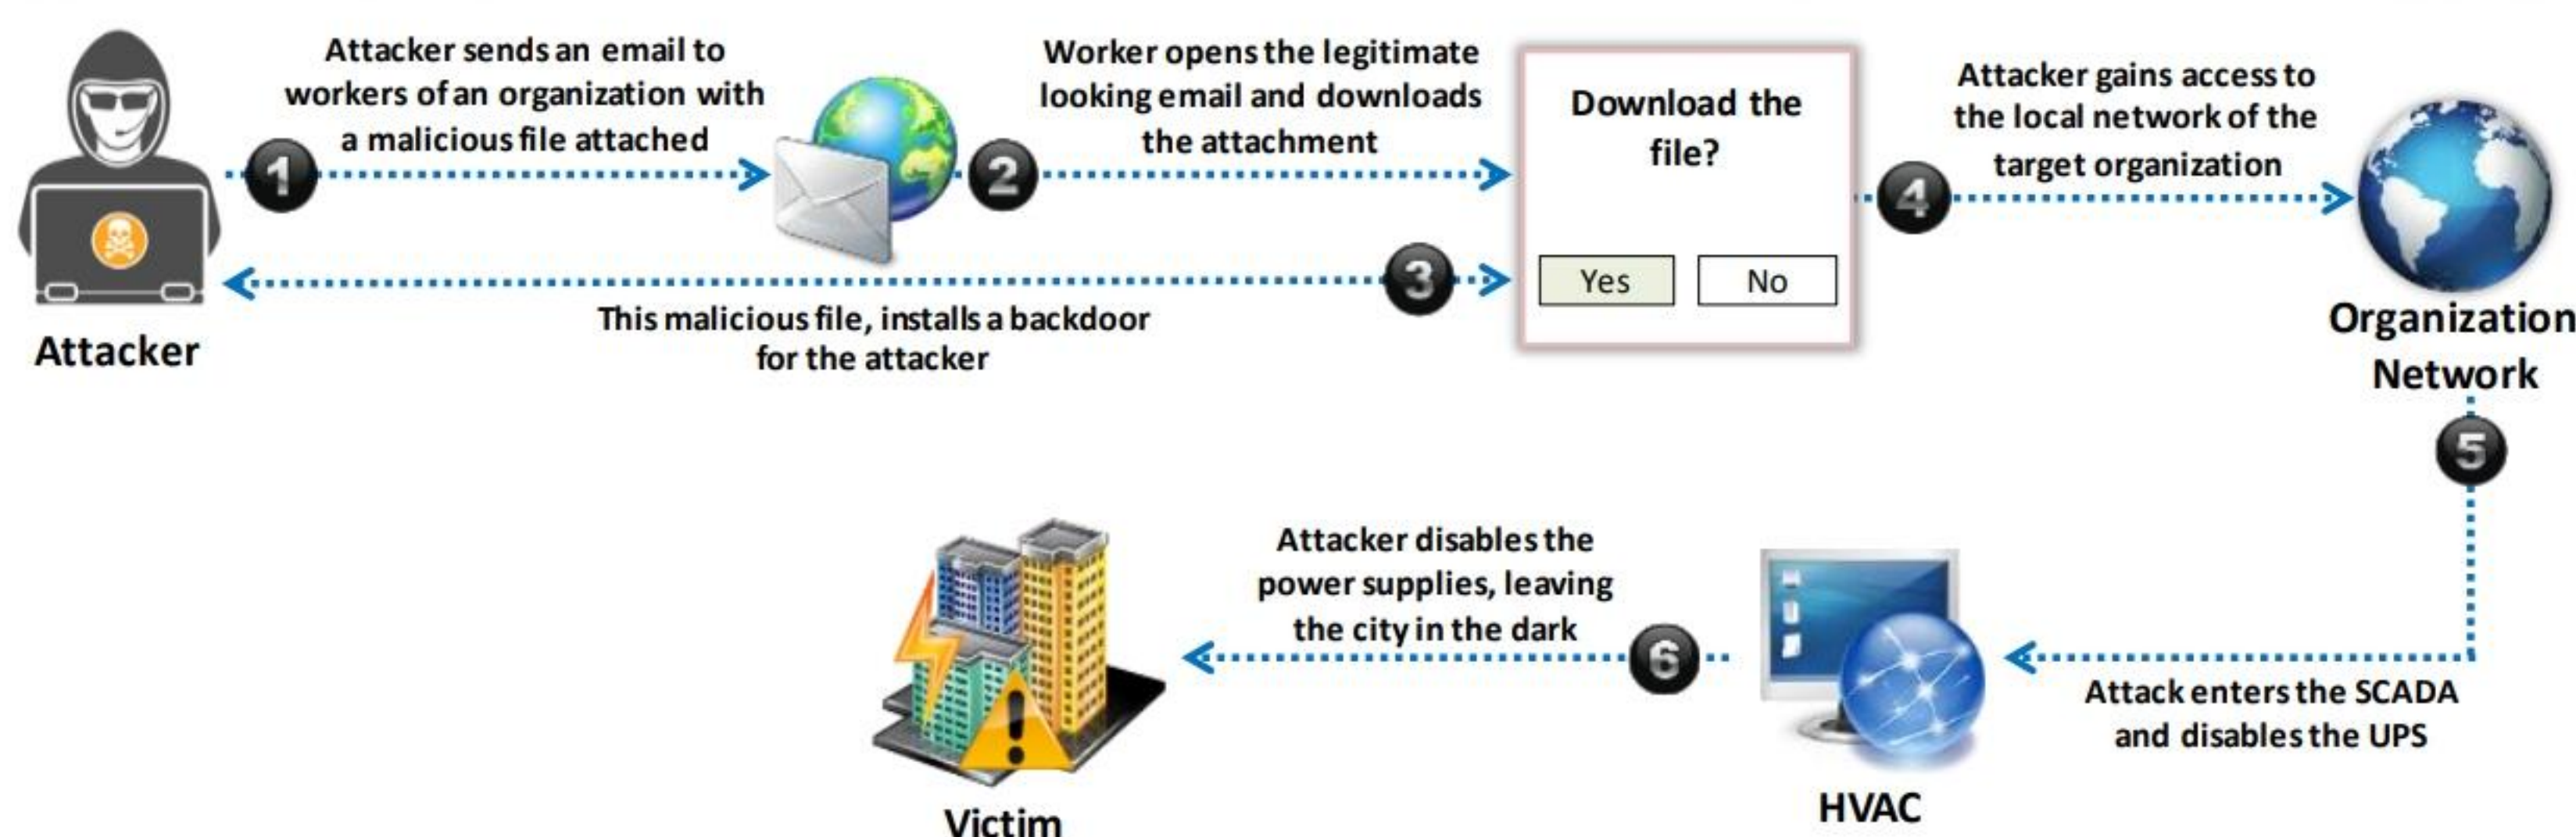 Attacker sends an email to
workers of an organization with
a malicious file attached
1
Worker opens the legitimate
looking email and downloads
the attachment
2
Download the
file?
Yes
No
Attacker gains access to
the local network of the
target organization
4
3
This malicious file, installs a backdoor
for the attacker
Attacker
Organization
Network
5
Attack enters the SCADA
and disables the UPS
HVAC
Attacker disables the
power supplies, leaving
the city in the dark
6
Victim